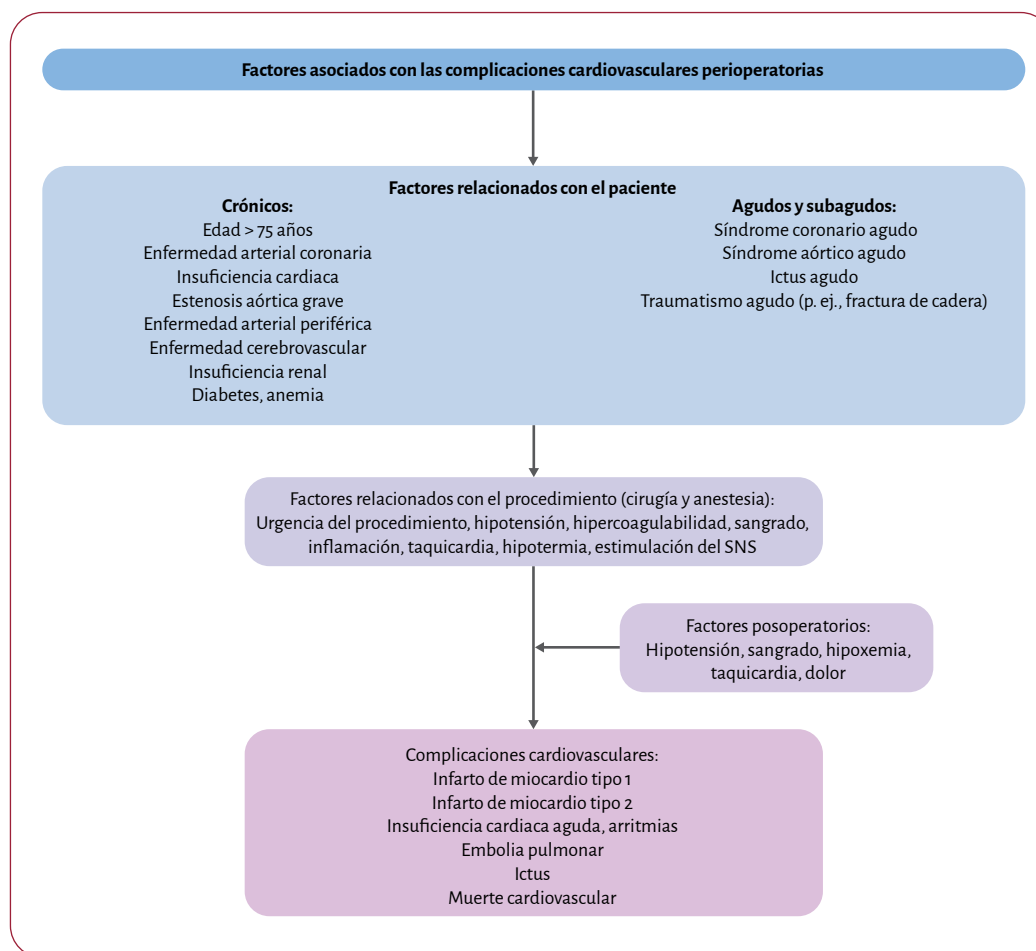 Factores asociados con las complicaciones cardiovasculares perioperatorias
Factores relacionados con el paciente
Crónicos:
Edad > 75 años
Enfermedad arterial coronaria
Insuficiencia cardiaca
Estenosis aórtica grave
Enfermedad arterial periférica
Enfermedad cerebrovascular
Insuficiencia renal
Diabetes, anemia
Agudos y subagudos:
Síndrome coronario agudo
Síndrome aórtico agudo
Ictus agudo
Traumatismo agudo (p. ej., fractura de cadera)
Factores relacionados con el procedimiento (cirugía y anestesia):
Urgencia del procedimiento, hipotensión, hipercoagulabilidad, sangrado,
inflamación, taquicardia, hipotermia, estimulación del SNS
Factores posoperatorios:
Hipotensión, sangrado, hipoxemia,
taquicardia, dolor
Complicaciones cardiovasculares:
Infarto de miocardio tipo 1
Infarto de miocardio tipo 2
Insuficiencia cardiaca aguda, arritmias
Embolia pulmonar
Ictus
Muerte cardiovascular